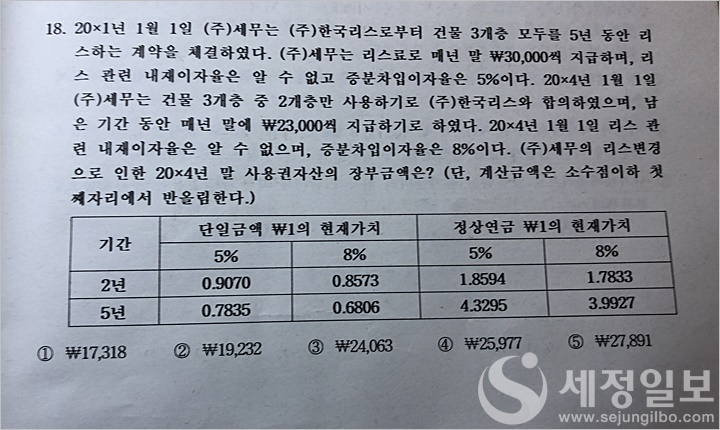 18. 20×1년 1월 1일 (주)세무는 (주)한국리스로부터 건물 3개층 모두를 5년 동안 리
스하는 계약을 체결하였다. (주)세무는 리스료로 매년 말 ₩30,000씩 지급하며, 리
스 관련 내재이자율은 알 수 없고 증분차입이자율은 5%이다. 20×4년 1월 1일
(주)세무는 건물 3개층 중 2개층만 사용하기로 (주)한국리스와 합의하였으며, 남
은 기간 동안 매년 말에 ₩23,000씩 지급하기로 하였다. 20×4년 1월 1일 리스 관
련 내재이자율은 알 수 없으며, 증분차입이자율은 8%이다. (주)세무의 리스변경
으로 인한 20×4년 말 사용권자산의 장부금액은? (단, 계산금액은 소수점이하 첫
째자리에서 반올림한다.)
기간 단일금액 ₩1의 현재가치 정상연금 ₩1의 현재가치
5% 8% 5% 8%
2년 0.9070 0.8573 1.8594 1.7833
5년 0.7835 0.6806 4.3295 3.9927
① ₩17,318 ② ₩19,232 ③ ₩24,063 ④ ₩25,977 ⑤ ₩27,891
세정일보
www.sejungilbo.com